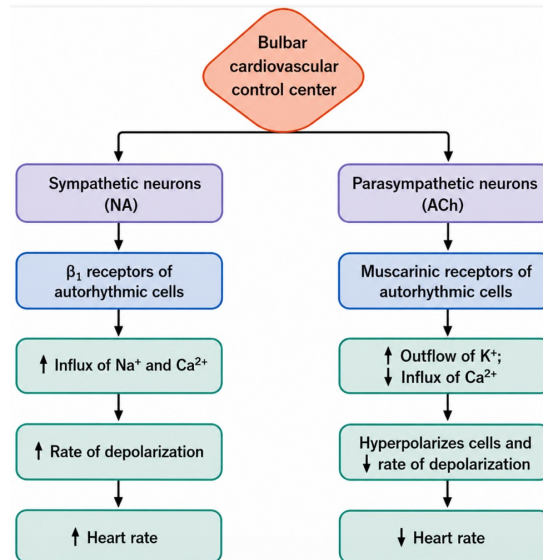 Bulbar
cardiovascular
control center
Sympathetic neurons
(NA)
β₁ receptors of
autorhythmic cells
↑ Influx of Na⁺ and Ca²⁺
↑ Rate of depolarization
↑ Heart rate
Parasympathetic neurons
(ACh)
Muscarinic receptors of
autorhythmic cells
↑ Outflow of K⁺;
↓ Influx of Ca²⁺
Hyperpolarizes cells and
↓ rate of depolarization
↓ Heart rate